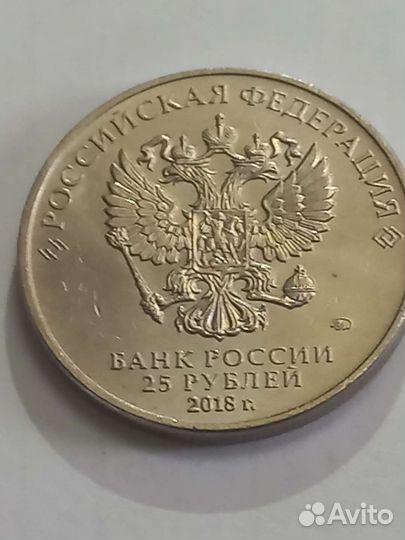 РОССИЙСКАЯ ФЕДЕРАЦИЯ
БАНК РОССИИ
25 РУБЛЕЙ
2018 г.
Avito